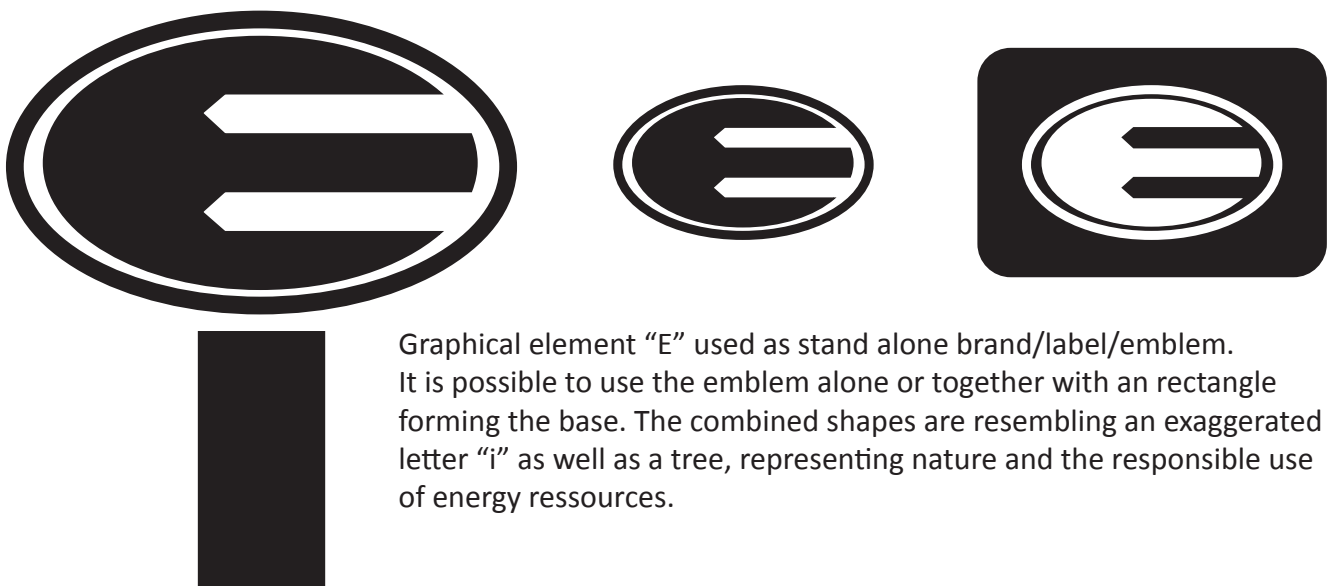 Graphical element “E” used as stand alone brand/label/emblem.
It is possible to use the emblem alone or together with an rectangle
forming the base. The combined shapes are resembling an exaggerated
letter “i” as well as a tree, representing nature and the responsible use
of energy ressources.